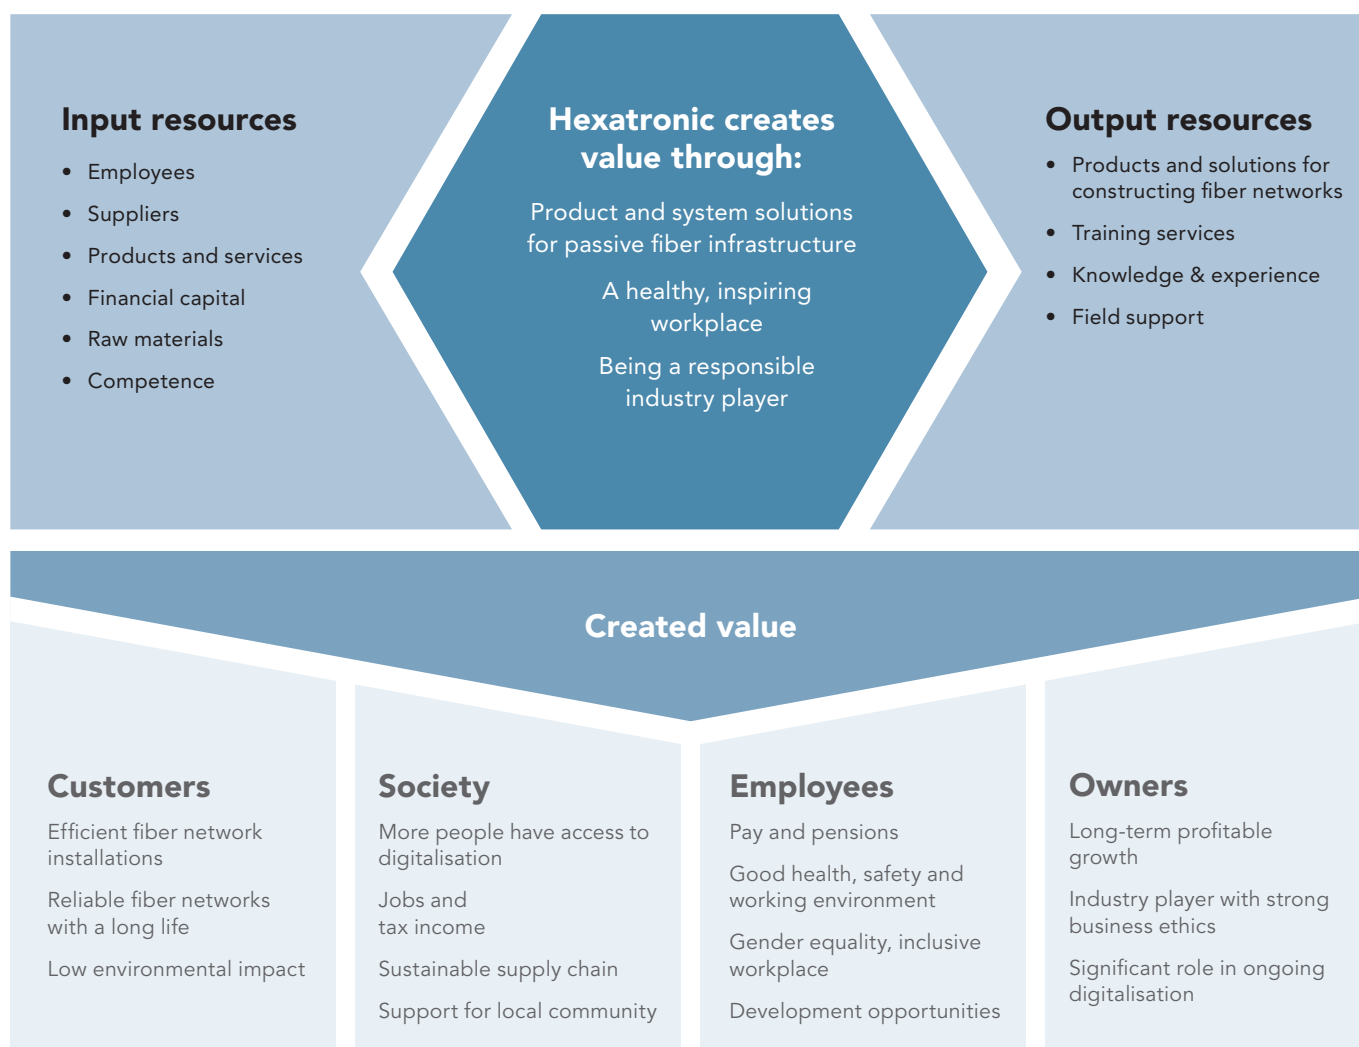 Input resources
• Employees
• Suppliers
• Products and services
• Financial capital
• Raw materials
• Competence
Hexatronic creates
value through:
Product and system solutions
for passive fiber infrastructure
A healthy, inspiring
workplace
Being a responsible
industry player
Output resources
• Products and solutions for
constructing fiber networks
• Training services
• Knowledge & experience
• Field support
Created value
Customers
Efficient fiber network
installations
Reliable fiber networks
with a long life
Low environmental impact
Society
More people have access to
digitalisation
Jobs and
tax income
Sustainable supply chain
Support for local community
Employees
Pay and pensions
Good health, safety and
working environment
Gender equality, inclusive
workplace
Development opportunities
Owners
Long-term profitable
growth
Industry player with strong
business ethics
Significant role in ongoing
digitalisation